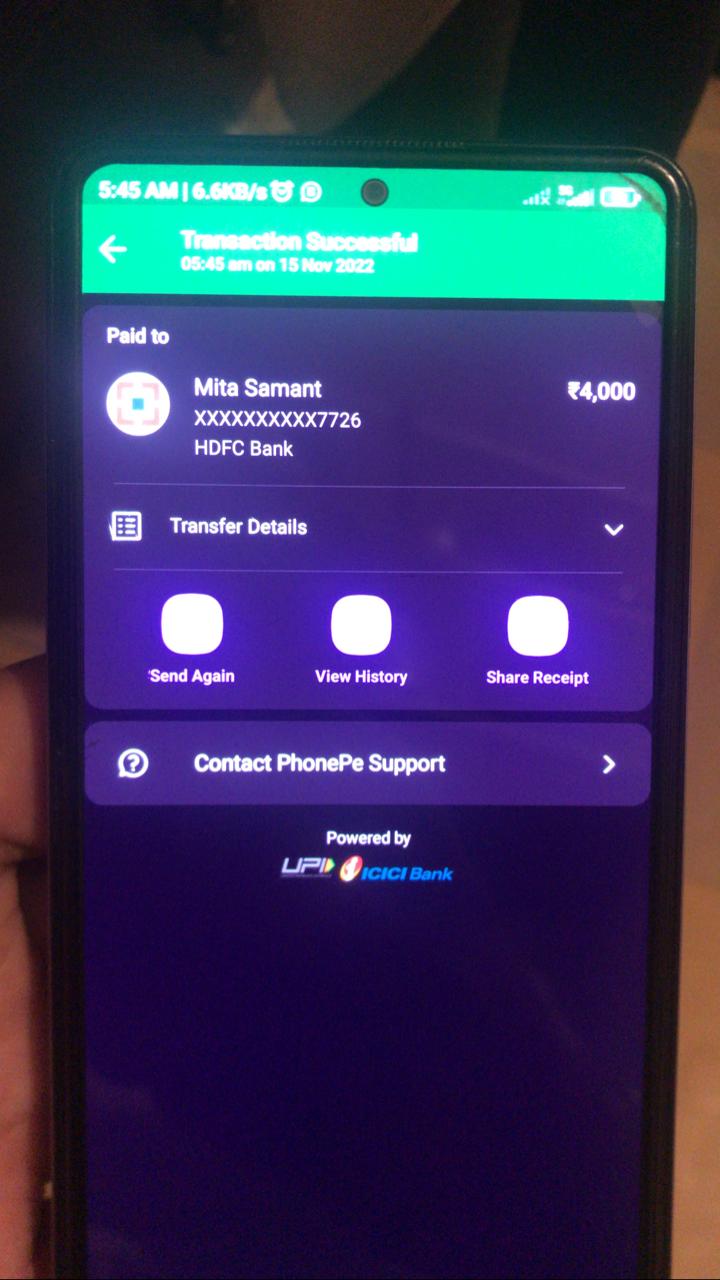 5:45 AM | 6.6KB/s
5G
Transaction Successful
05:45 am on 15 Nov 2022
Paid to
Mita Samant
₹4,000
XXXXXXXXXX7726
HDFC Bank
Transfer Details
Send Again
View History
Share Receipt
Contact PhonePe Support
Powered by
UPI ICICI Bank